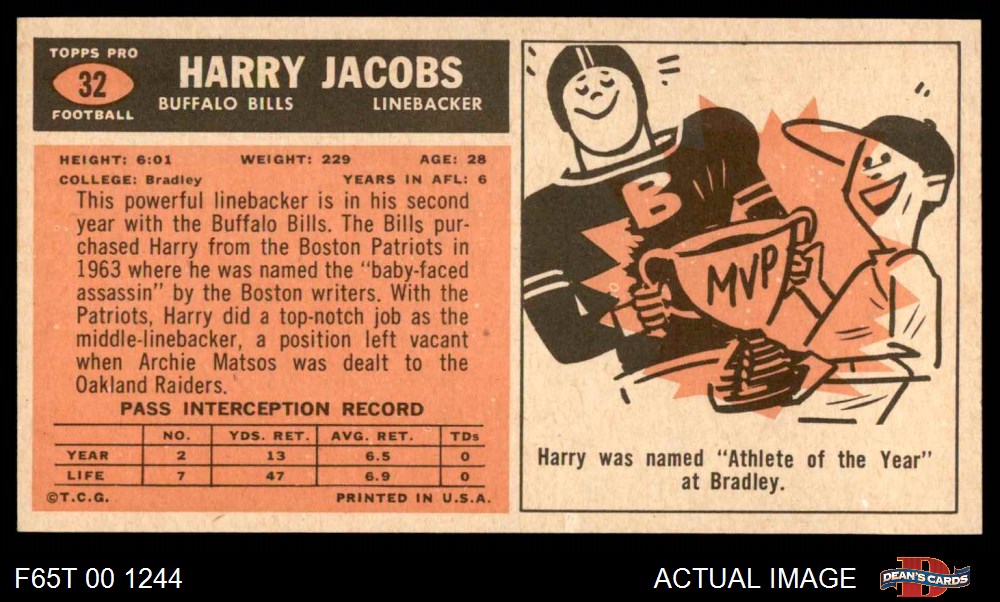 TOPPS PRO
32
FOOTBALL
HARRY JACOBS
BUFFALO BILLS LINEBACKER
HEIGHT: 6:01 WEIGHT: 229 AGE: 28
COLLEGE: Bradley YEARS IN AFL: 6
This powerful linebacker is in his second
year with the Buffalo Bills. The Bills pur-
chased Harry from the Boston Patriots in
1963 where he was named the "baby-faced
assassin" by the Boston writers. With the
Patriots, Harry did a top-notch job as the
middle-linebacker, a position left vacant
when Archie Matsos was dealt to the
Oakland Raiders.
PASS INTERCEPTION RECORD
NO. YDS. RET. AVG. RET. TDs
YEAR 2 13 6.5 0
LIFE 7 47 6.9 0
©T.C.G. PRINTED IN U.S.A.
B
MVP
Harry was named "Athlete of the Year"
at Bradley.
F65T 00 1244
ACTUAL IMAGE
D
DEAN'S CARDS